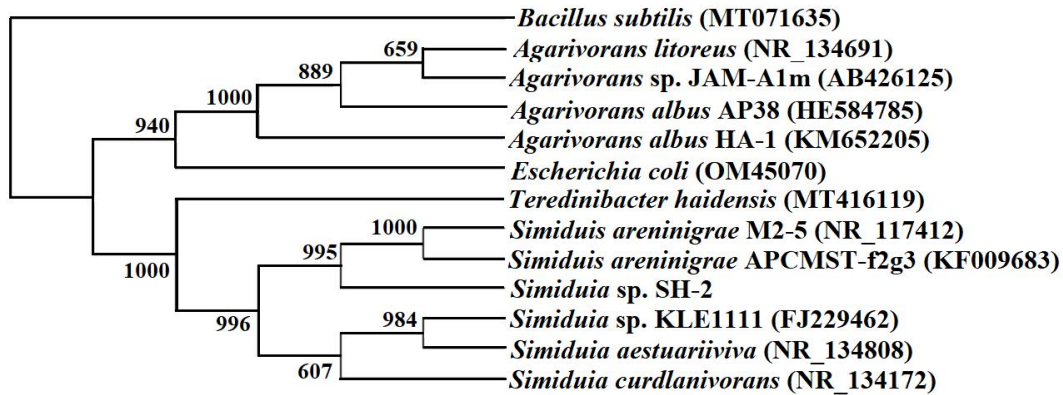 Bacillus subtilis (MT071635)
659
Agarivorans litoreus (NR_134691)
889
Agarivorans sp. JAM-A1m (AB426125)
1000
Agarivorans albus AP38 (HE584785)
940
Agarivorans albus HA-1 (KM652205)
Escherichia coli (OM45070)
Teredinibacter haidensis (MT416119)
1000
Simiduis areninigrae M2-5 (NR_117412)
995
Simiduis areninigrae APCMST-f2g3 (KF009683)
1000
Simiduia sp. SH-2
996
984
Simiduia sp. KLE1111 (FJ229462)
Simiduia aestuariiviva (NR_134808)
607
Simiduia curdlanivorans (NR_134172)